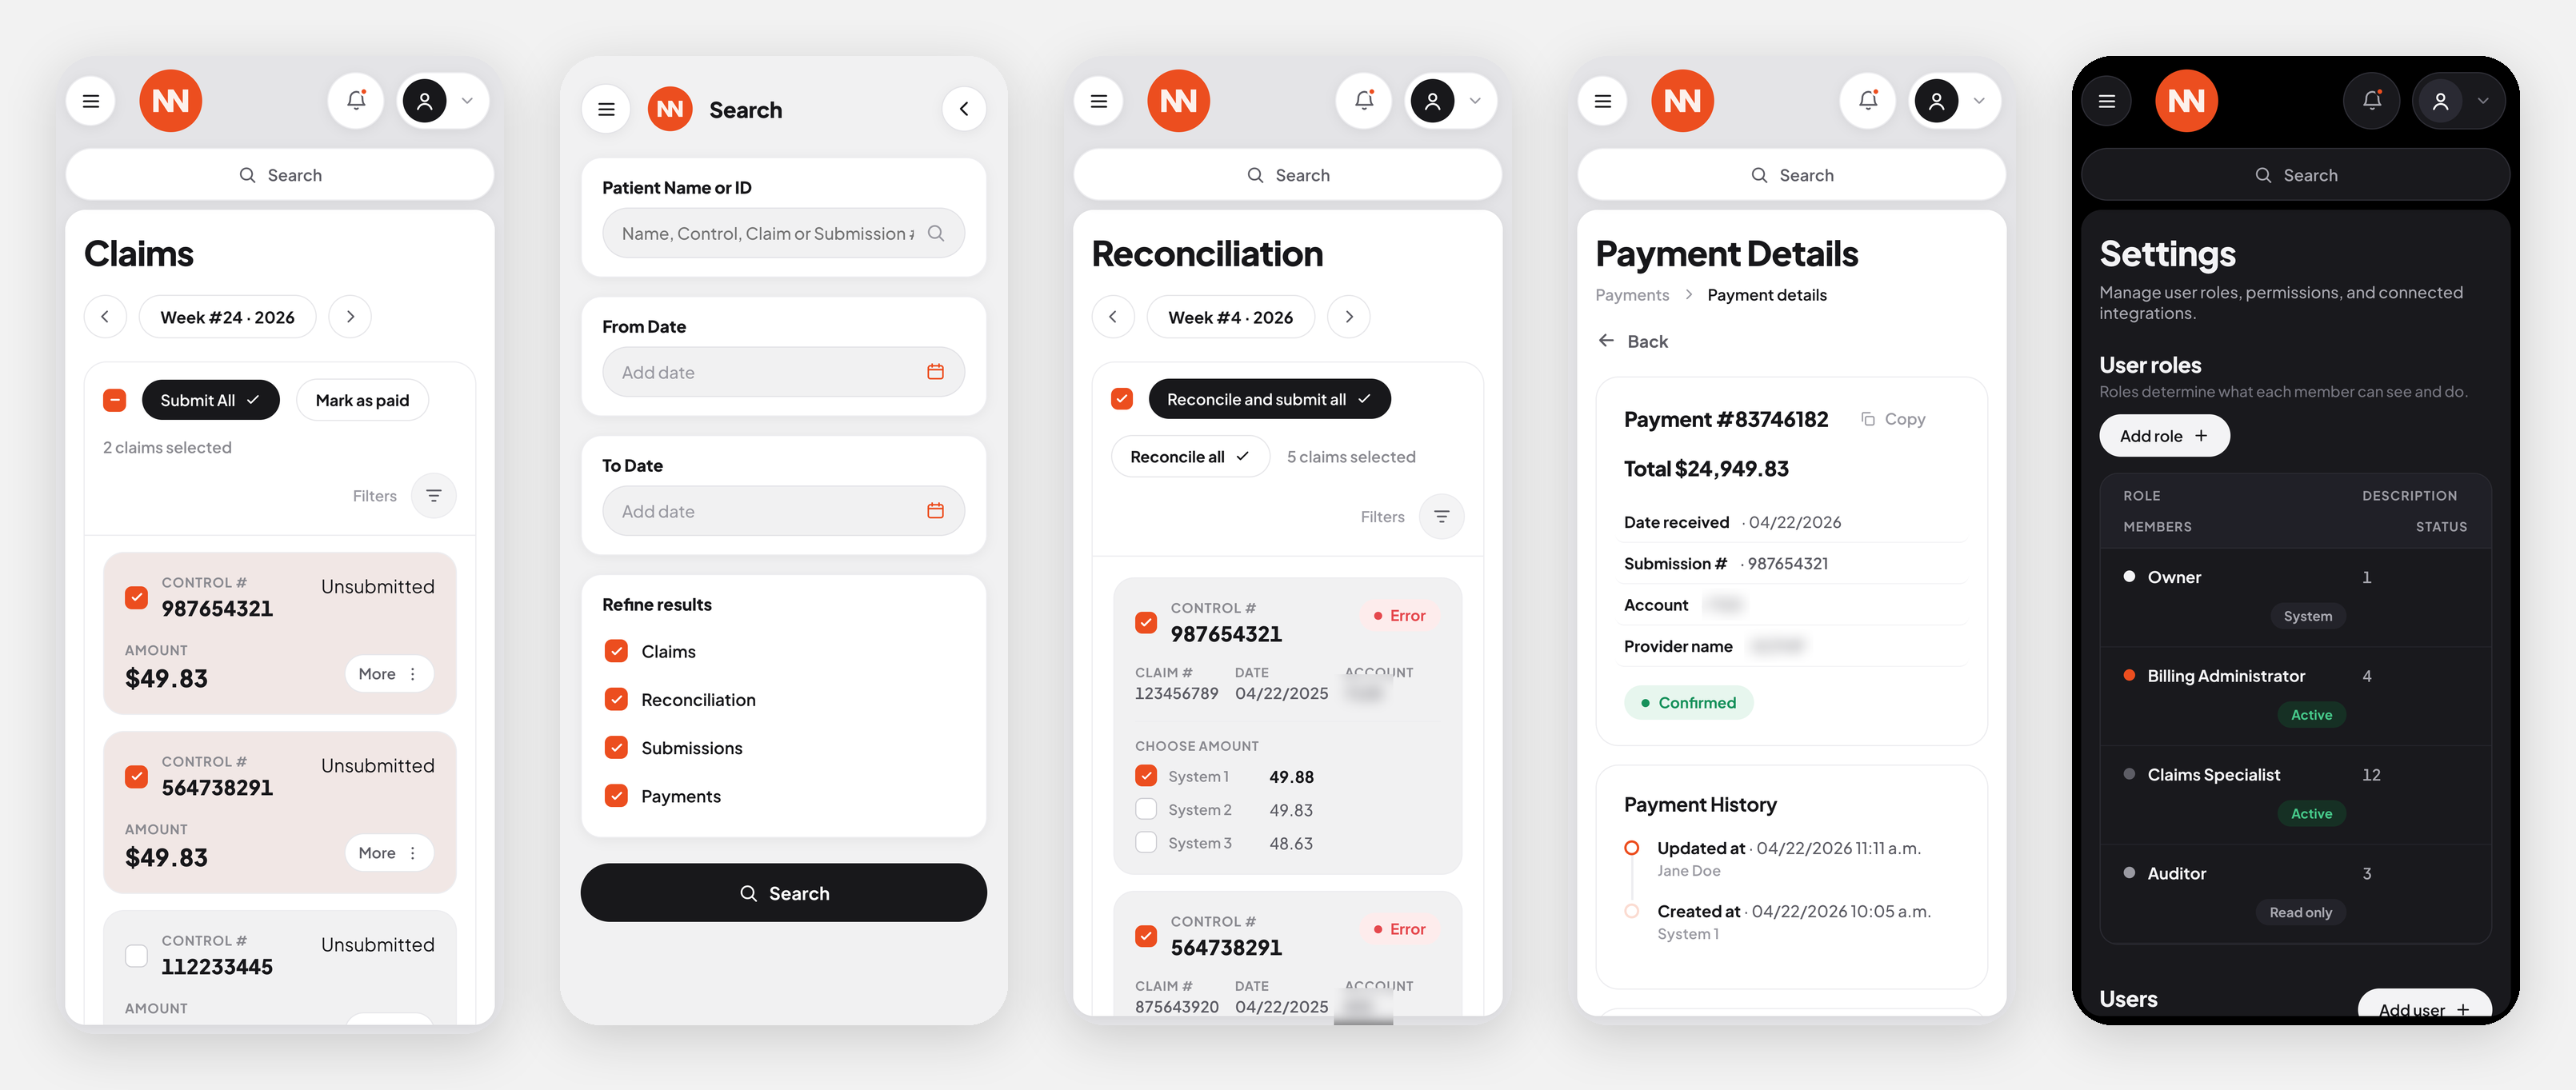 NN
Search
Claims
Week #24 · 2026
Submit All
Mark as paid
2 claims selected
Filters
CONTROL #
987654321
Unsubmitted
AMOUNT
$49.83
More
CONTROL #
564738291
Unsubmitted
AMOUNT
$49.83
More
CONTROL #
112233445
Unsubmitted
AMOUNT
NN
Search
Patient Name or ID
Name, Control, Claim or Submission #
From Date
Add date
To Date
Add date
Refine results
Claims
Reconciliation
Submissions
Payments
Search
NN
Search
Reconciliation
Week #4 · 2026
Reconcile and submit all
Reconcile all
5 claims selected
Filters
CONTROL #
987654321
Error
CLAIM # DATE ACCOUNT
123456789 04/22/2025
CHOOSE AMOUNT
System 1 49.88
System 2 49.83
System 3 48.63
CONTROL #
564738291
Error
CLAIM # DATE ACCOUNT
875643920 04/22/2025
NN
Search
Payment Details
Payments > Payment details
Back
Payment #83746182
Copy
Total $24,949.83
Date received · 04/22/2026
Submission # · 987654321
Account
Provider name
Confirmed
Payment History
Updated at · 04/22/2026 11:11 a.m.
Jane Doe
Created at · 04/22/2026 10:05 a.m.
System 1
NN
Search
Settings
Manage user roles, permissions, and connected
integrations.
User roles
Roles determine what each member can see and do.
Add role +
ROLE DESCRIPTION
MEMBERS STATUS
Owner 1
System
Billing Administrator 4
Active
Claims Specialist 12
Active
Auditor 3
Read only
Users
Add user +